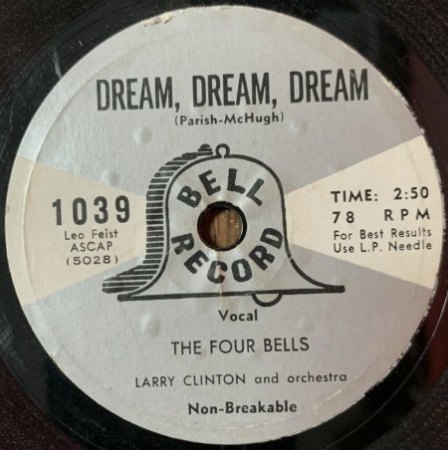 DREAM, DREAM, DREAM
(Parish-McHugh)
BELL
RECORD
1039
Leo Feist
ASCAP
(5028)
TIME: 2:50
78 RPM
For Best Results
Use L.P. Needle
Vocal
THE FOUR BELLS
LARRY CLINTON and orchestra
Non-Breakable